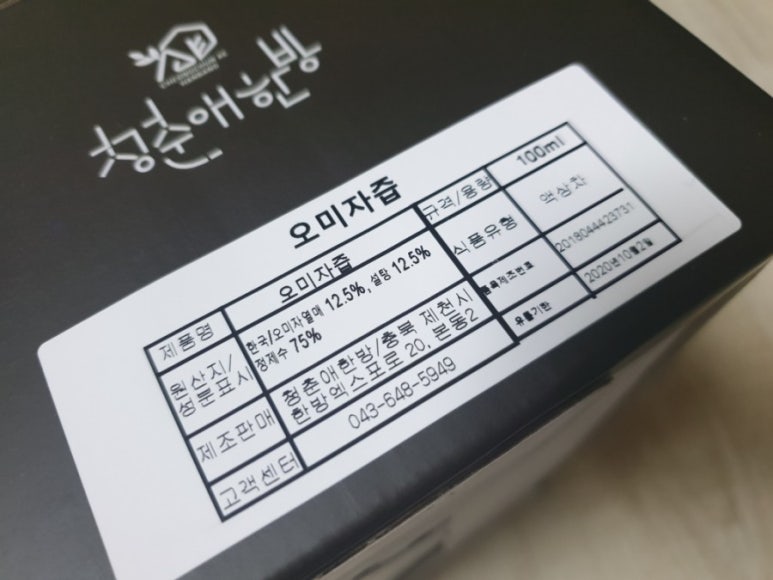 청춘애한방
오미자즙
제품명 오미자즙 규격/용량 100ml
원산지/성분표시 한국/오미자열매 12.5%, 설탕 12.5%
정제수 75%
식품유형 액상차
제조판매 청춘애한방/충북 제천시
한방엑스포로 20, 본동2
품목제조번호 2018044423731
고객센터 043-648-5949
유통기한 2020년10월2일